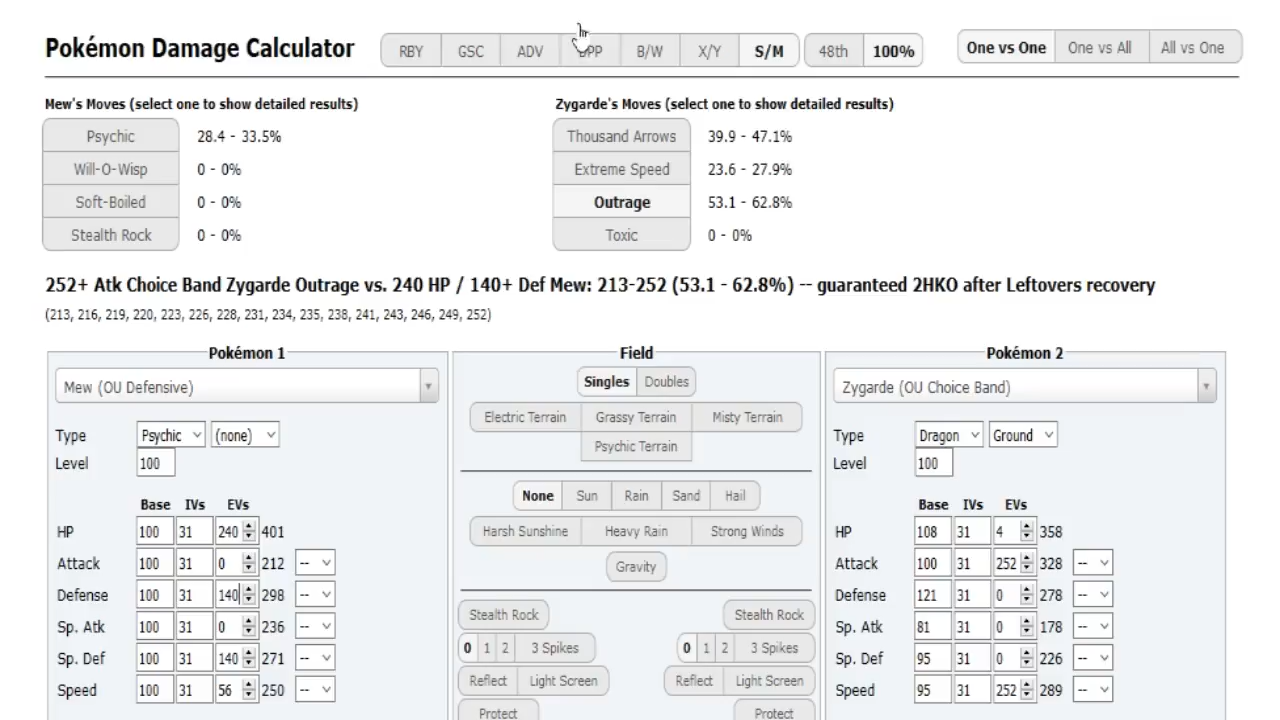 Pokémon Damage Calculator RBY GSC ADV B/W X/Y S/M 48th 100% One vs One One vs All All vs One
Mew's Moves (select one to show detailed results) Zygarde's Moves (select one to show detailed results)
Psychic 28.4 - 33.5% Thousand Arrows 39.9 - 47.1%
Will-O-Wisp 0 - 0% Extreme Speed 23.6 - 27.9%
Soft-Boiled 0 - 0% Outrage 53.1 - 62.8%
Stealth Rock 0 - 0% Toxic 0 - 0%
252+ Atk Choice Band Zygarde Outrage vs. 240 HP / 140+ Def Mew: 213-252 (53.1 - 62.8%) -- guaranteed 2HKO after Leftovers recovery
(213, 216, 219, 220, 223, 226, 228, 231, 234, 235, 238, 241, 243, 246, 249, 252)
Pokémon 1 Field Pokémon 2
Mew (OU Defensive) Singles Doubles Zygarde (OU Choice Band)
Electric Terrain Grassy Terrain Misty Terrain
Type Psychic (none) Psychic Terrain Type Dragon Ground
Level 100 Level 100
Base IVs EVs None Sun Rain Sand Hail Base IVs EVs
HP 100 31 240 401 Harsh Sunshine Heavy Rain Strong Winds HP 108 31 4 358
Attack 100 31 0 212 -- Gravity Attack 100 31 252 328 --
Defense 100 31 140 298 -- Defense 121 31 0 278 --
Stealth Rock Stealth Rock
Sp. Atk 100 31 0 236 -- Sp. Atk 81 31 0 178 --
0 1 2 3 Spikes 0 1 2 3 Spikes
Sp. Def 100 31 140 271 -- Sp. Def 95 31 0 226 --
Reflect Light Screen Reflect Light Screen
Speed 100 31 56 250 -- Speed 95 31 252 289 --
Protect Protect